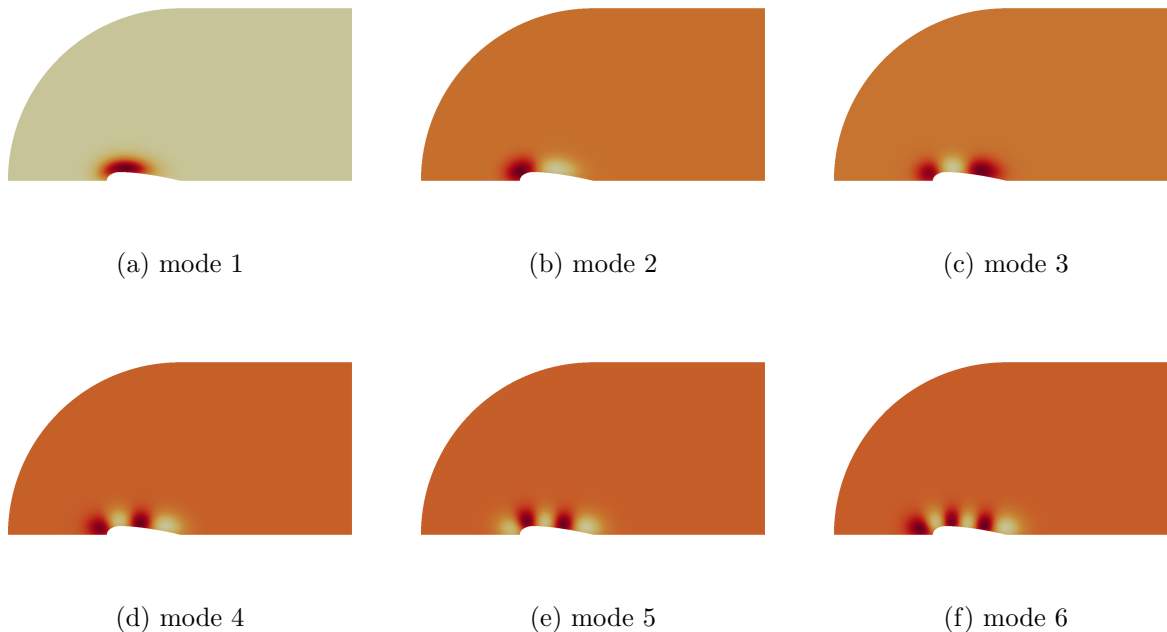 (a) mode 1
(b) mode 2
(c) mode 3
(d) mode 4
(e) mode 5
(f) mode 6